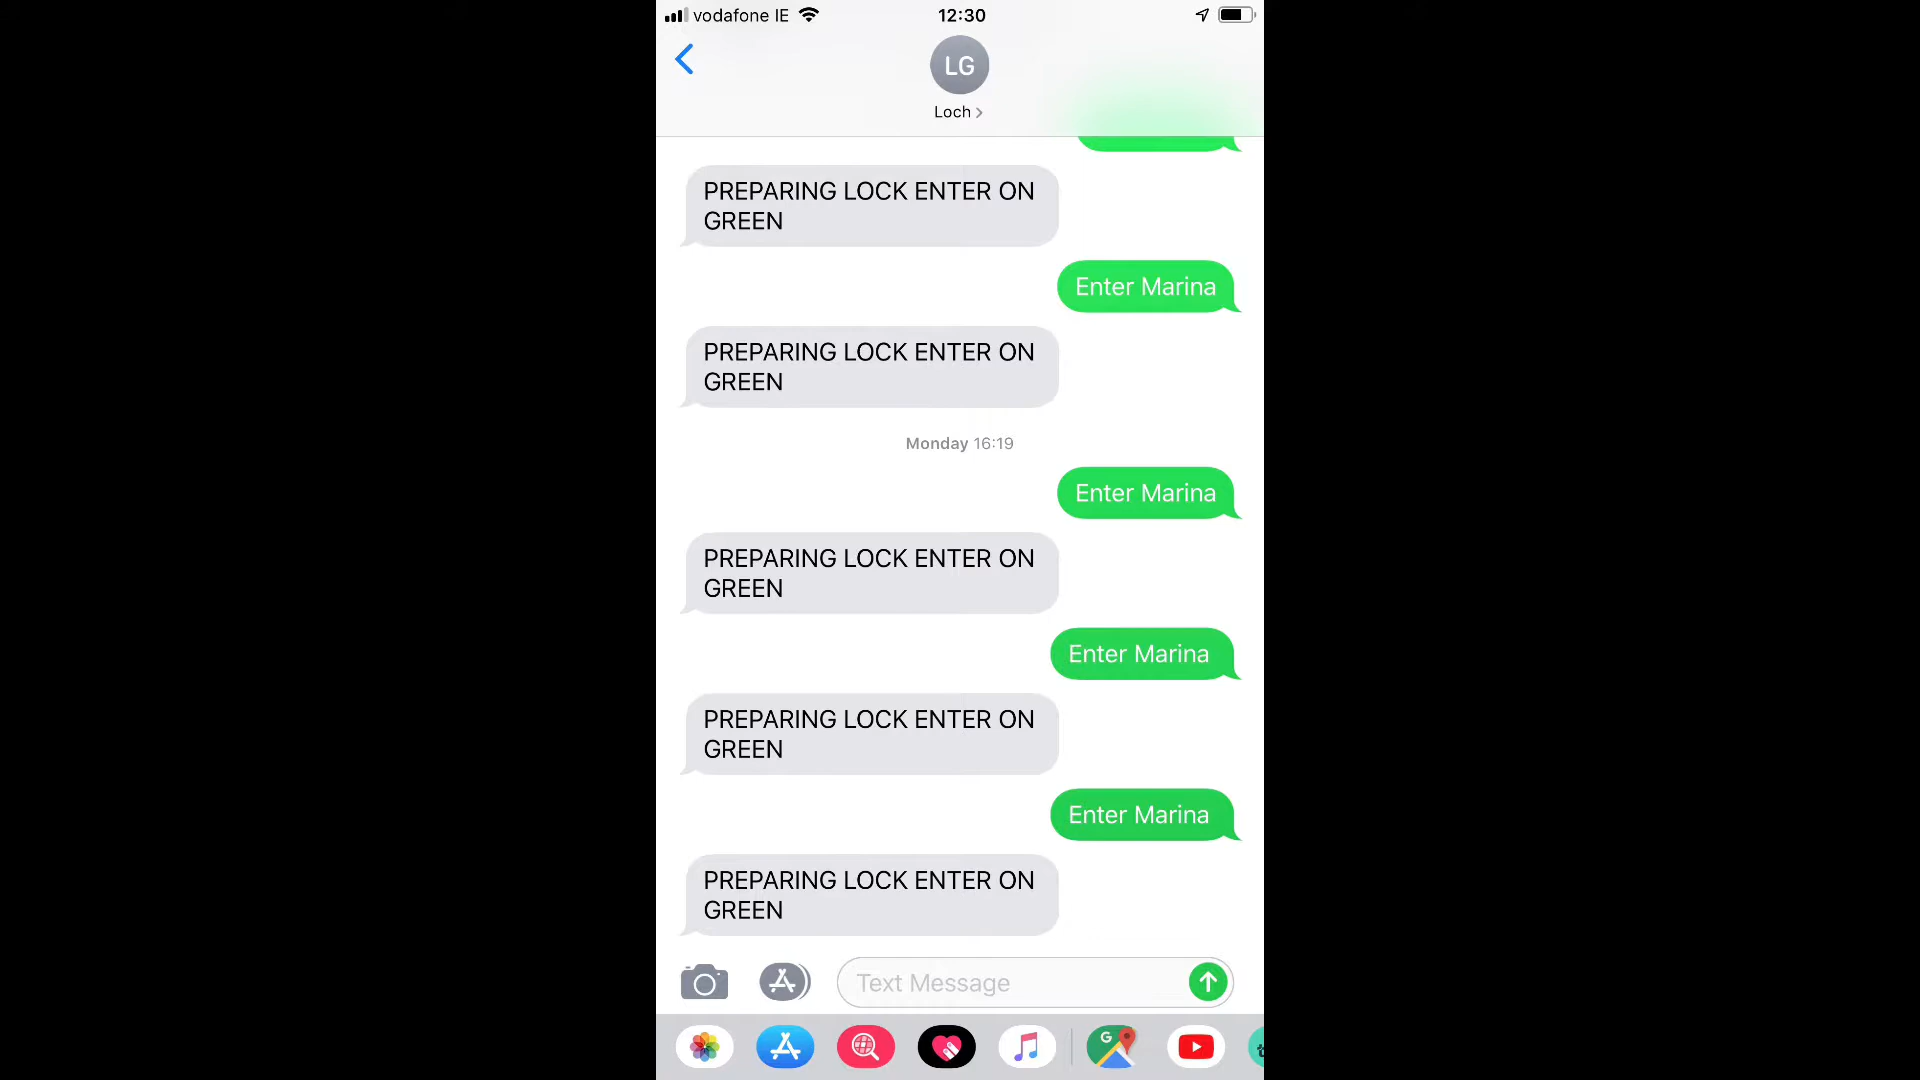 vodafone IE
12:30
LG
Loch
PREPARING LOCK ENTER ON
GREEN
Enter Marina
PREPARING LOCK ENTER ON
GREEN
Monday 16:19
Enter Marina
PREPARING LOCK ENTER ON
GREEN
Enter Marina
PREPARING LOCK ENTER ON
GREEN
Enter Marina
PREPARING LOCK ENTER ON
GREEN
Text Message
G